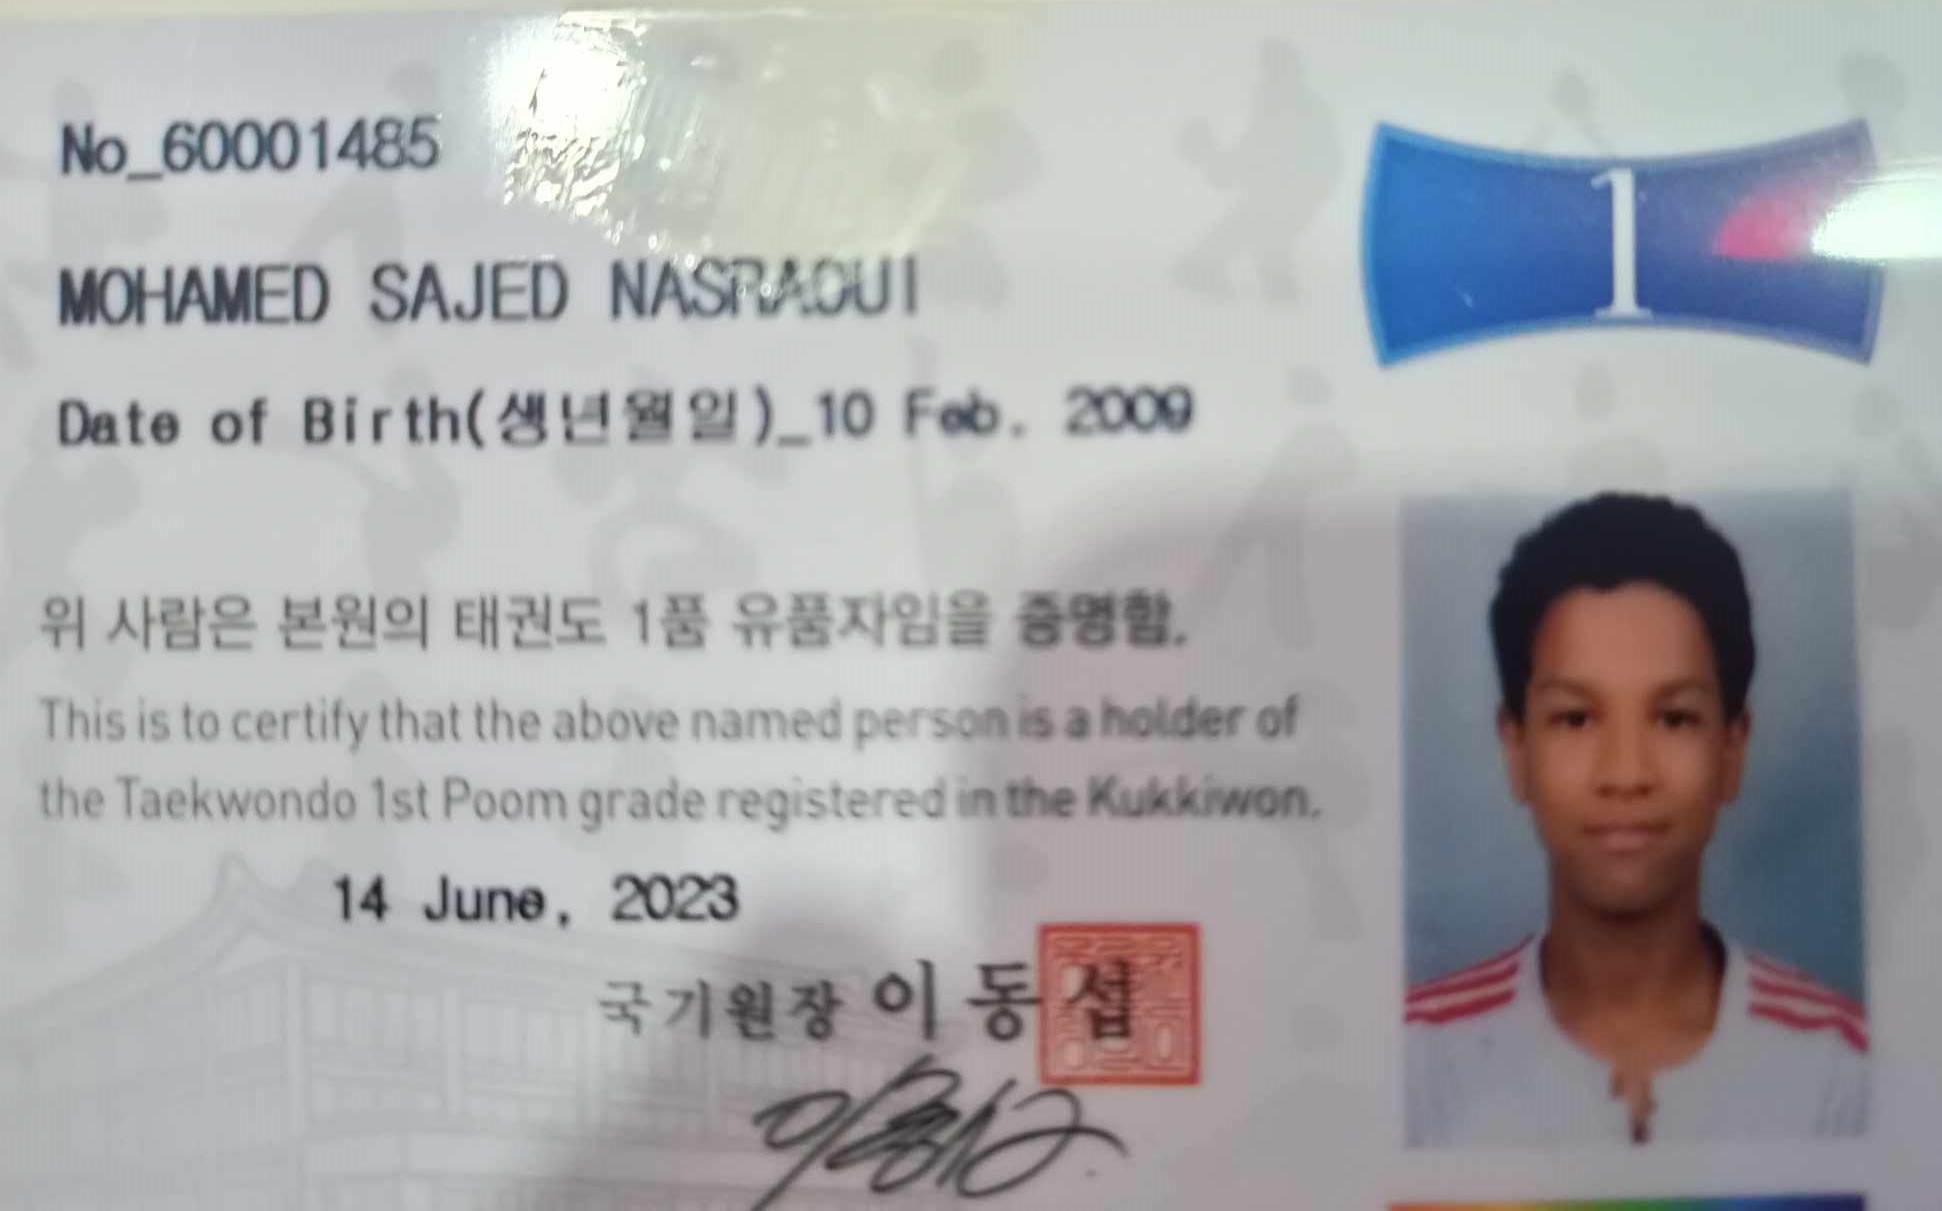 No_60001485
1
MOHAMED SAJED NASRAOUI
Date of Birth(생년월일)_10 Feb. 2009
위 사람은 본원의 태권도 1품 유품자임을 증명함.
This is to certify that the above named person is a holder of
the Taekwondo 1st Poom grade registered in the Kukkiwon.
14 June, 2023
국기원장 이동섭